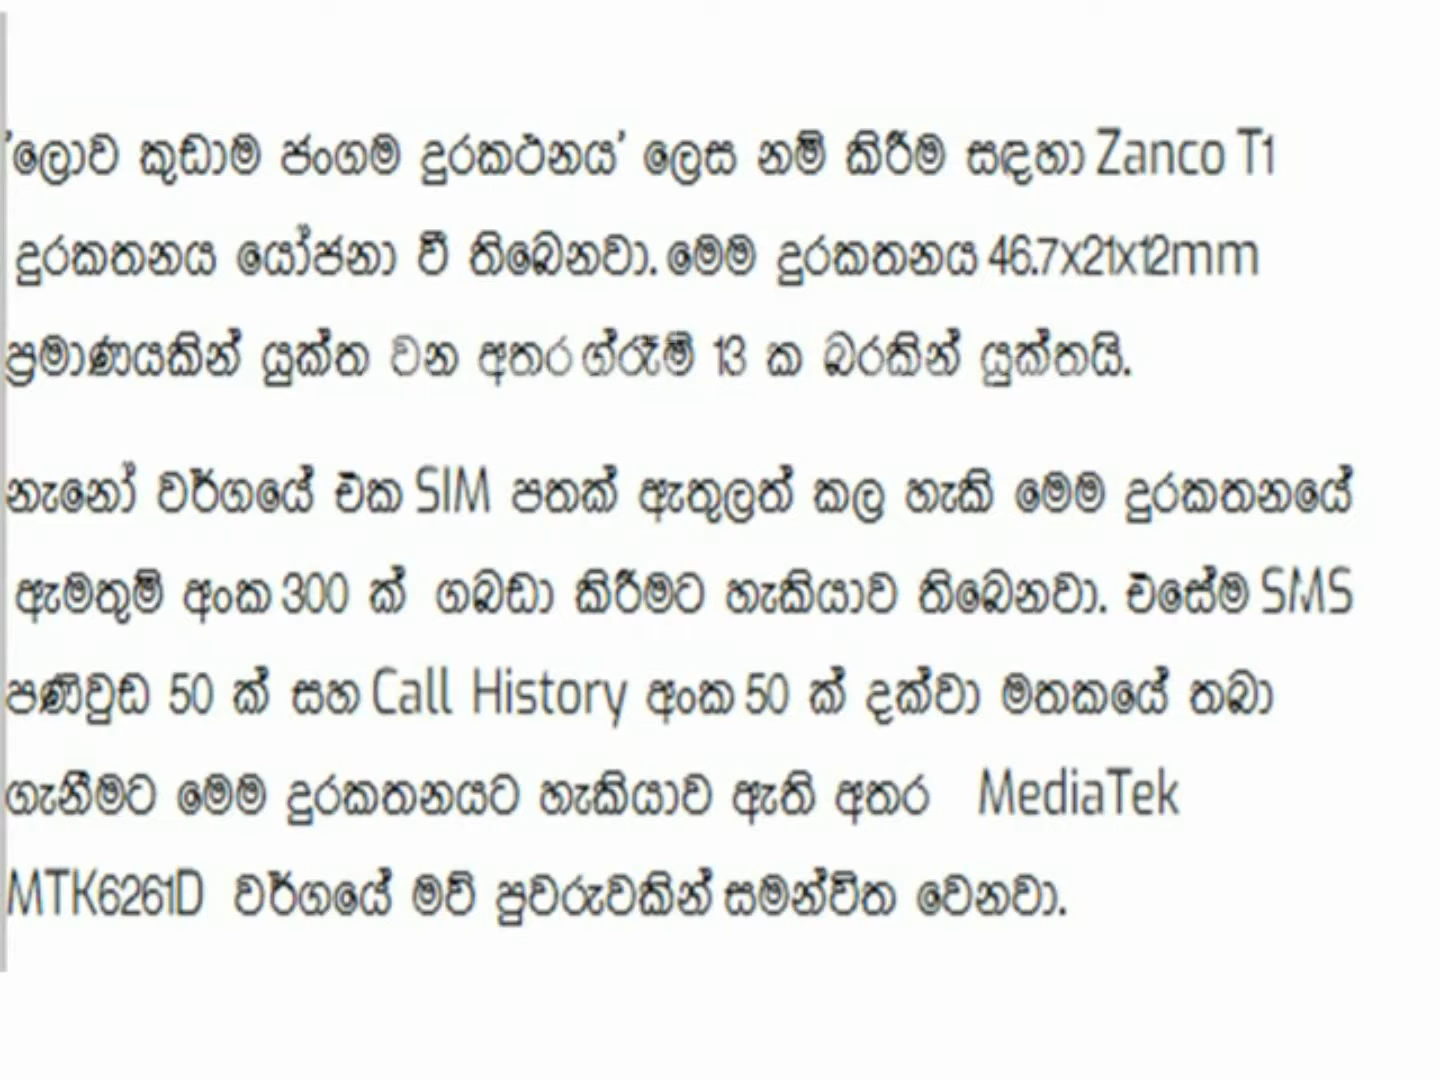 'ලොව කුඩාම ජංගම දුරකථනය' ලෙස නම් කිරීම සඳහා Zanco T1
දුරකතනය යෝජනා වී තිබෙනවා. මෙම දුරකතනය 46.7x21x12mm
ප්‍රමාණයකින් යුක්ත වන අතර ග්රෑම් 13 ක බරකින් යුක්තයි.
නැනෝ වර්ගයේ එක SIM පතක් ඇතුලත් කල හැකි මෙම දුරකතනයේ
ඇමතුම් අංක 300 ක් ගබඩා කිරීමට හැකියාව තිබෙනවා. එසේම SMS
පණිවුඩ 50 ක් සහ Call History අංක 50 ක් දක්වා මතකයේ තබා
ගැනීමට මෙම දුරකතනයට හැකියාව ඇති අතර MediaTek
MTK6261D වර්ගයේ මව් පුවරුවකින් සමන්විත වෙනවා.